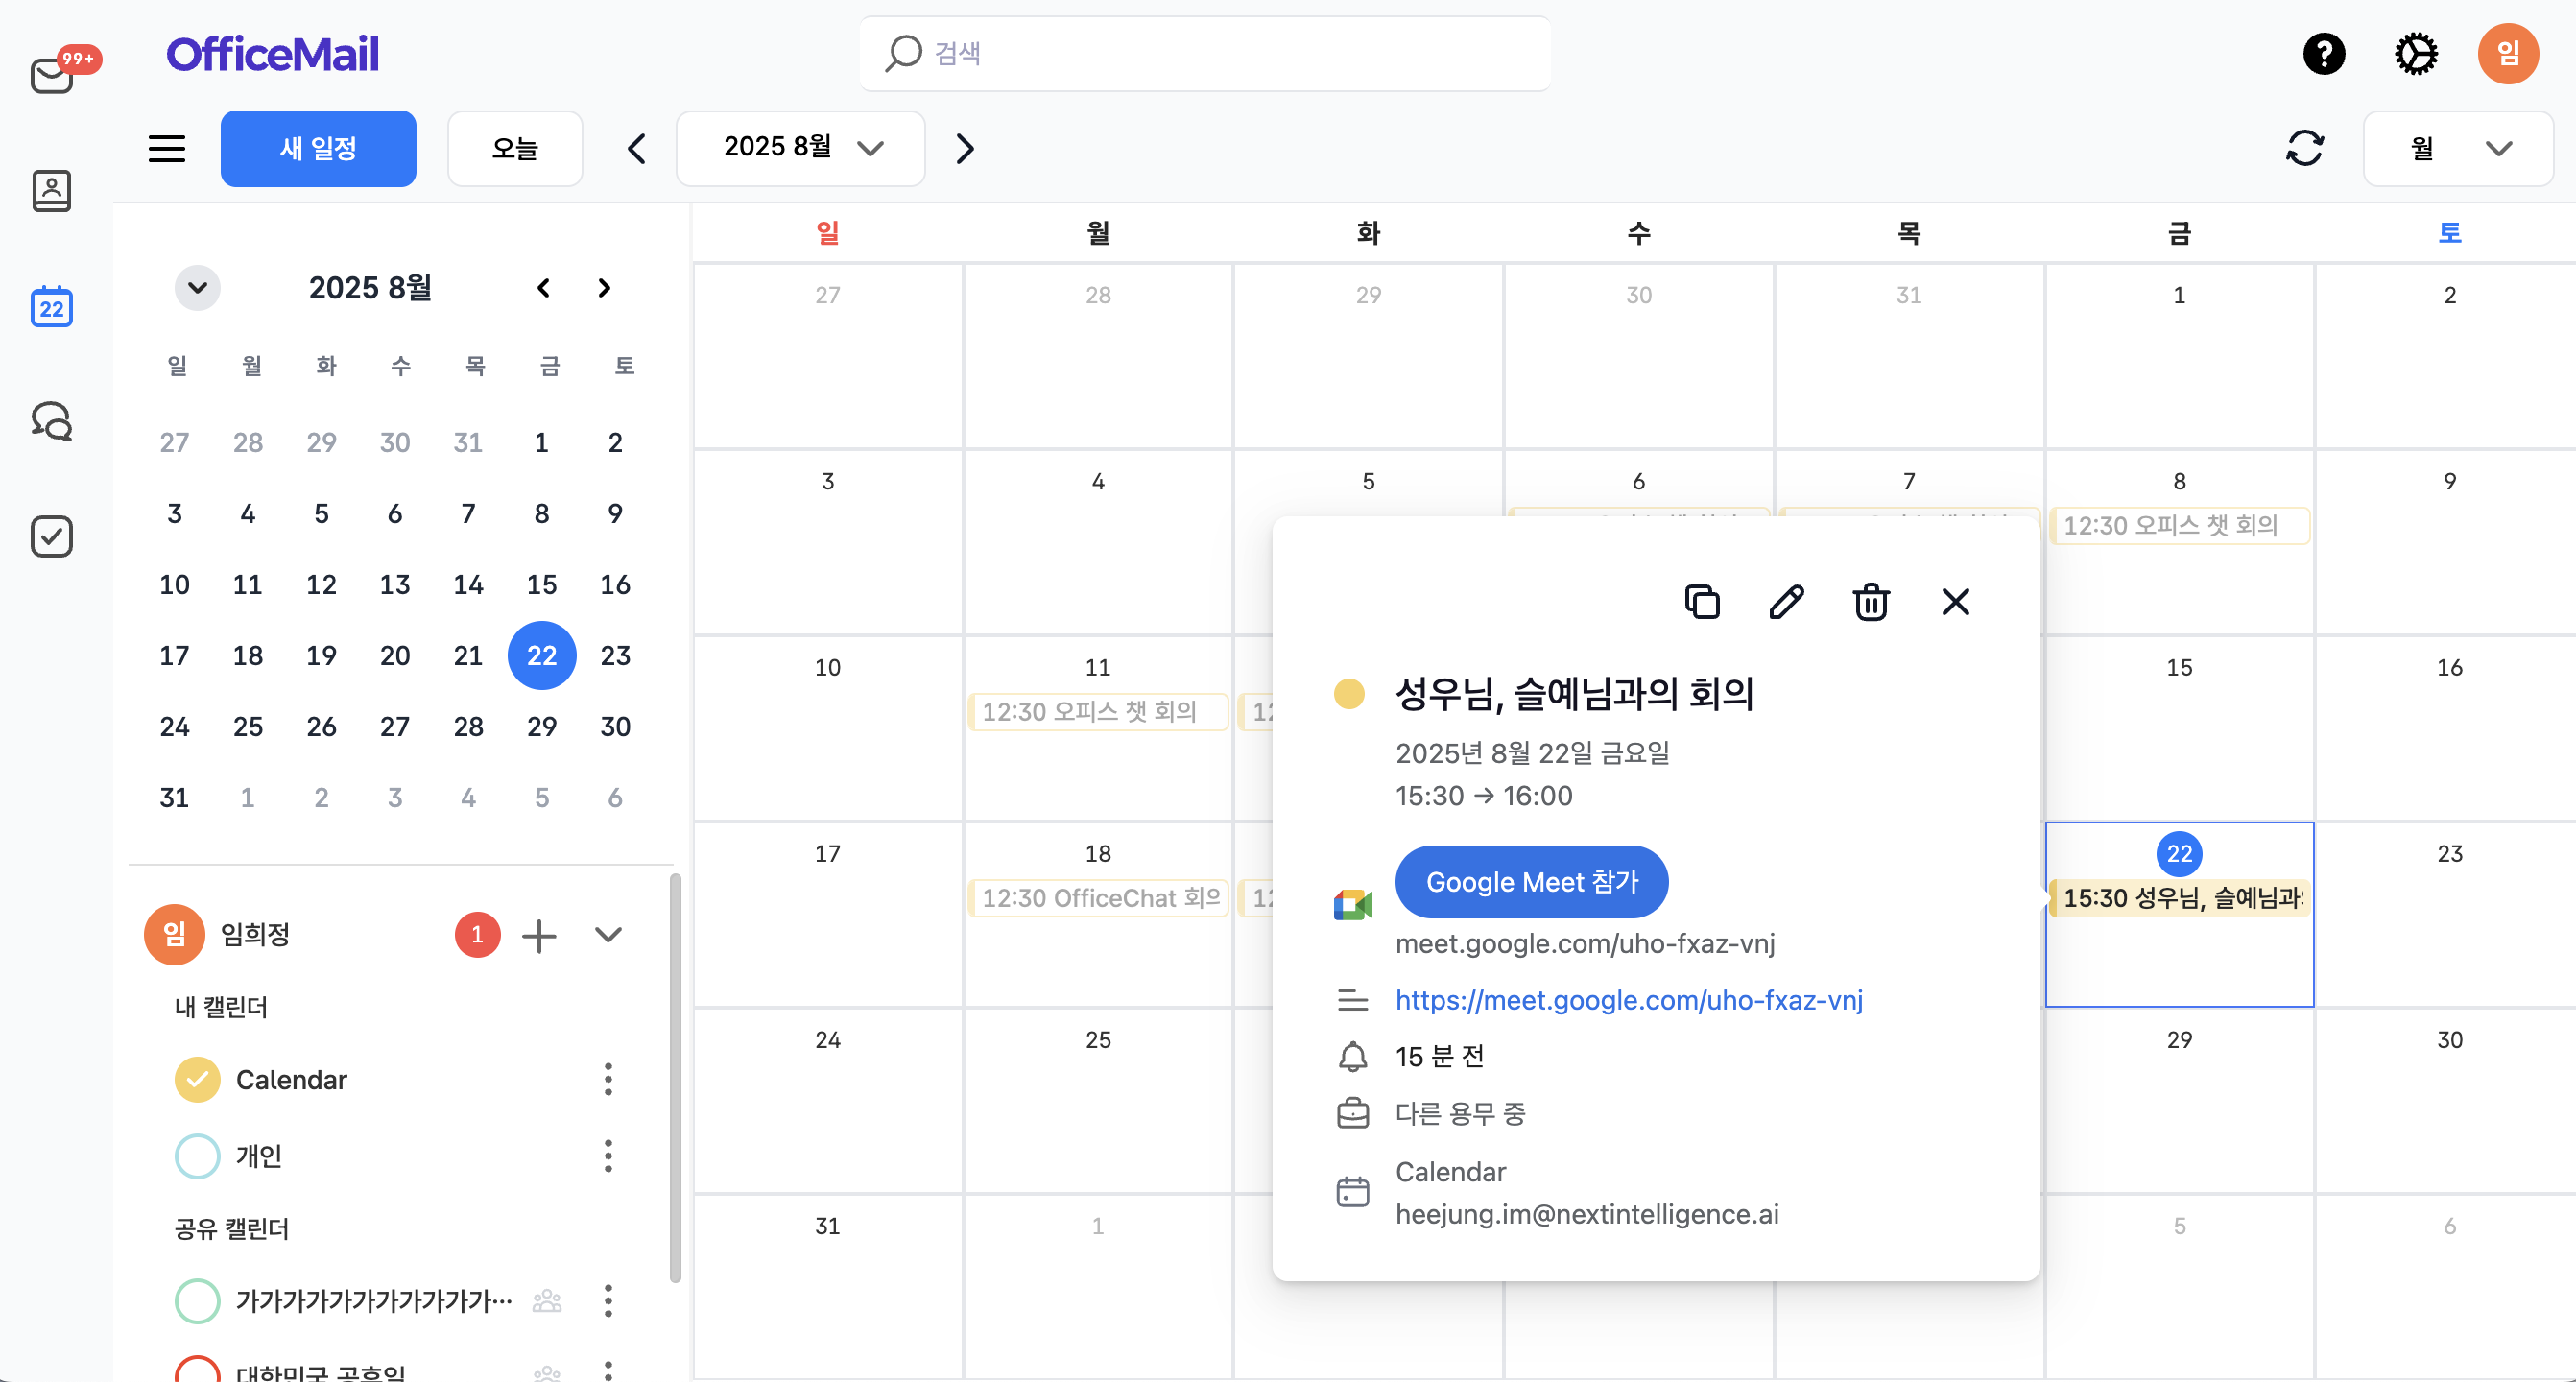 99+
OfficeMail
검색
임
새 일정
오늘
2025 8월
월
22
2025 8월
일 월 화 수 목 금 토
27 28 29 30 31 1 2
3 4 5 6 7 8 9
10 11 12 13 14 15 16
17 18 19 20 21 22 23
24 25 26 27 28 29 30
31 1 2 3 4 5 6
임 임희정 1
내 캘린더
Calendar
개인
공유 캘린더
가가가가가가가가가가가···
대한민국 공휴일
일 월 화 수 목 금 토
27 28 29 30 31 1 2
3 4 5 6 7 8 9
12:30 오피스 챗 회의
10 11 15 16
12:30 오피스 챗 회의
17 18 22 23
12:30 OfficeChat 회의
15:30 성우님, 슬예님과
24 25 29 30
31 1 5 6
성우님, 슬예님과의 회의
2025년 8월 22일 금요일
15:30 → 16:00
Google Meet 참가
meet.google.com/uho-fxaz-vnj
https://meet.google.com/uho-fxaz-vnj
15 분 전
다른 용무 중
Calendar
heejung.im@nextintelligence.ai